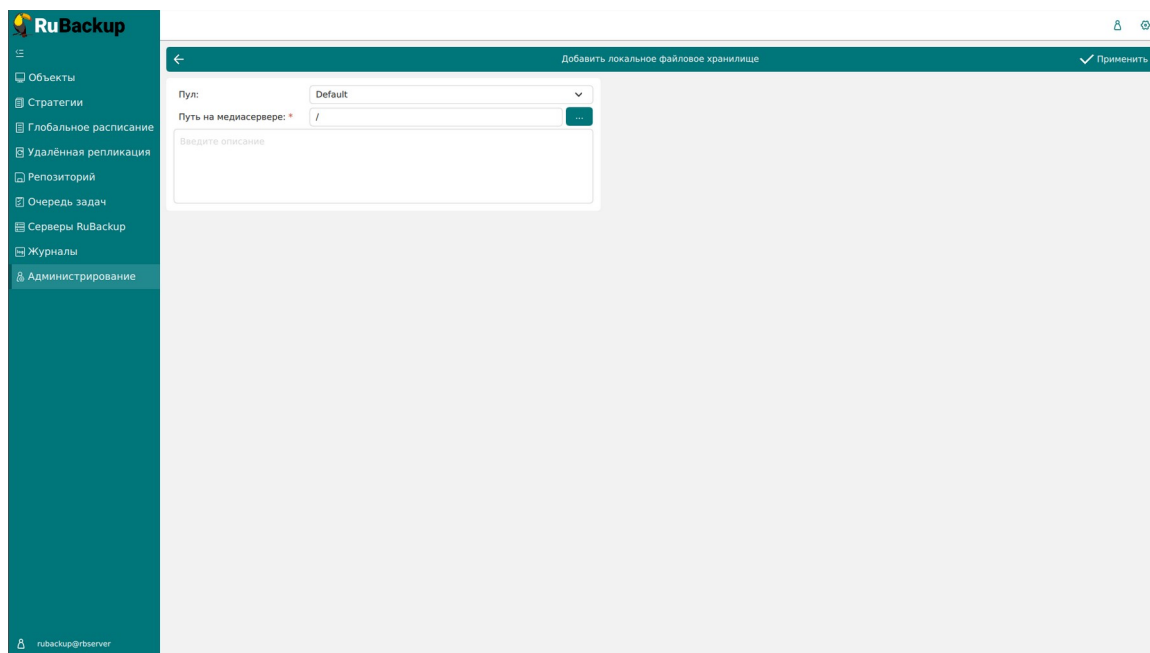 RuBackup
Добавить локальное файловое хранилище
Применить
Объекты
Стратегии
Глобальное расписание
Удалённая репликация
Репозиторий
Очередь задач
Серверы RuBackup
Журналы
Администрирование
Пул:
Default
Путь на медиасервере: *
/
...
Введите описание
rubackup@rbserver